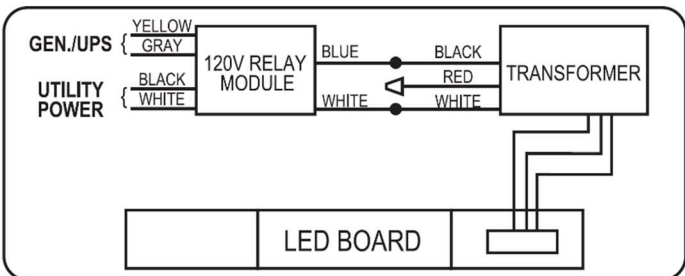 YELLOW
GEN./UPS { GRAY
BLACK
UTILITY POWER { WHITE
120V RELAY
MODULE
BLUE
WHITE
BLACK
RED
WHITE
TRANSFORMER
LED BOARD